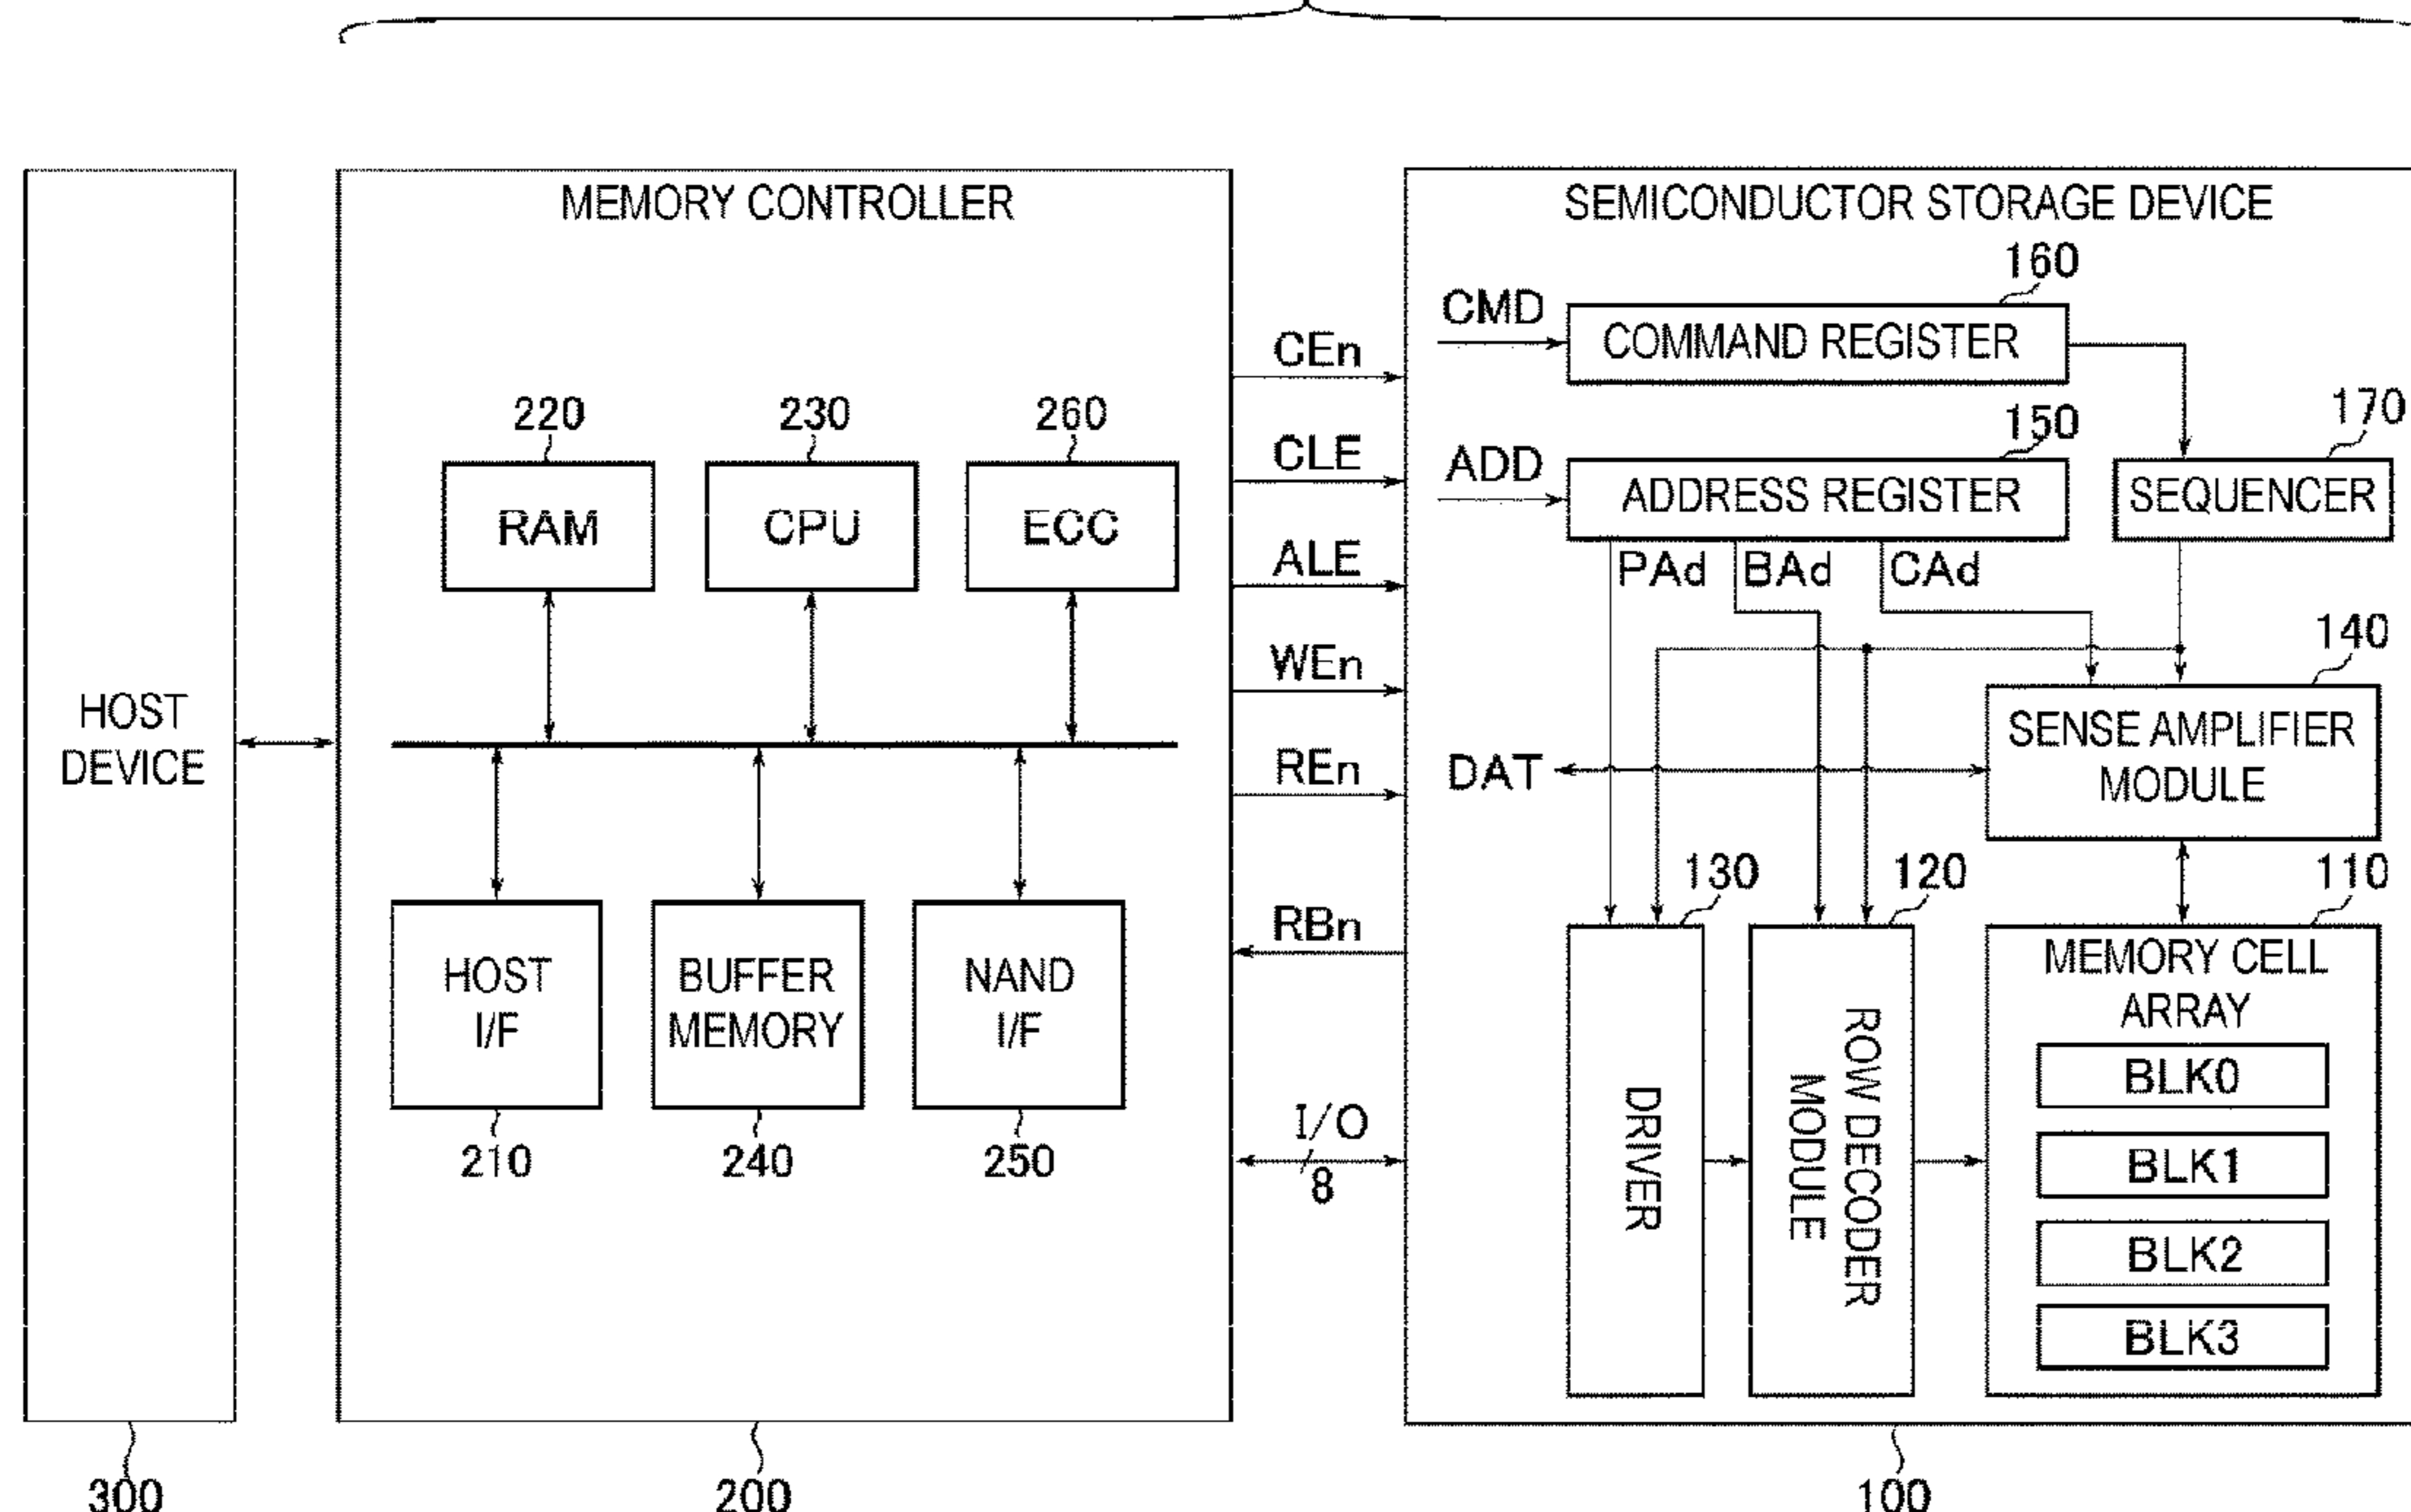 MEMORY CONTROLLER
SEMICONDUCTOR STORAGE DEVICE
HOST
DEVICE
220
230
260
RAM
CPU
ECC
HOST
I/F
BUFFER
MEMORY
NAND
I/F
210
240
250
CEn
CLE
ALE
WEn
REn
RBn
I/O
8
160
CMD
COMMAND REGISTER
150
170
ADD
ADDRESS REGISTER
SEQUENCER
PAd
BAd
CAd
140
SENSE AMPLIFIER
MODULE
DAT
130
120
110
DRIVER
ROW DECODER
MODULE
MEMORY CELL
ARRAY
BLK0
BLK1
BLK2
BLK3
300
200
100